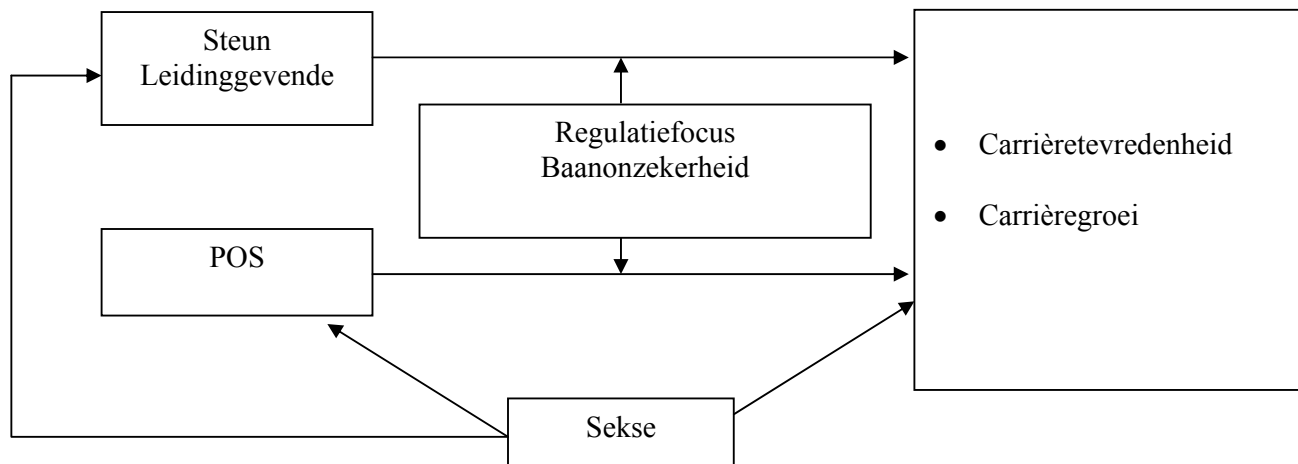 Steun
Leidinggevende
Regulatiefocus
Baanonzekerheid
• Carrièretevredenheid
• Carrièregroei
POS
Sekse